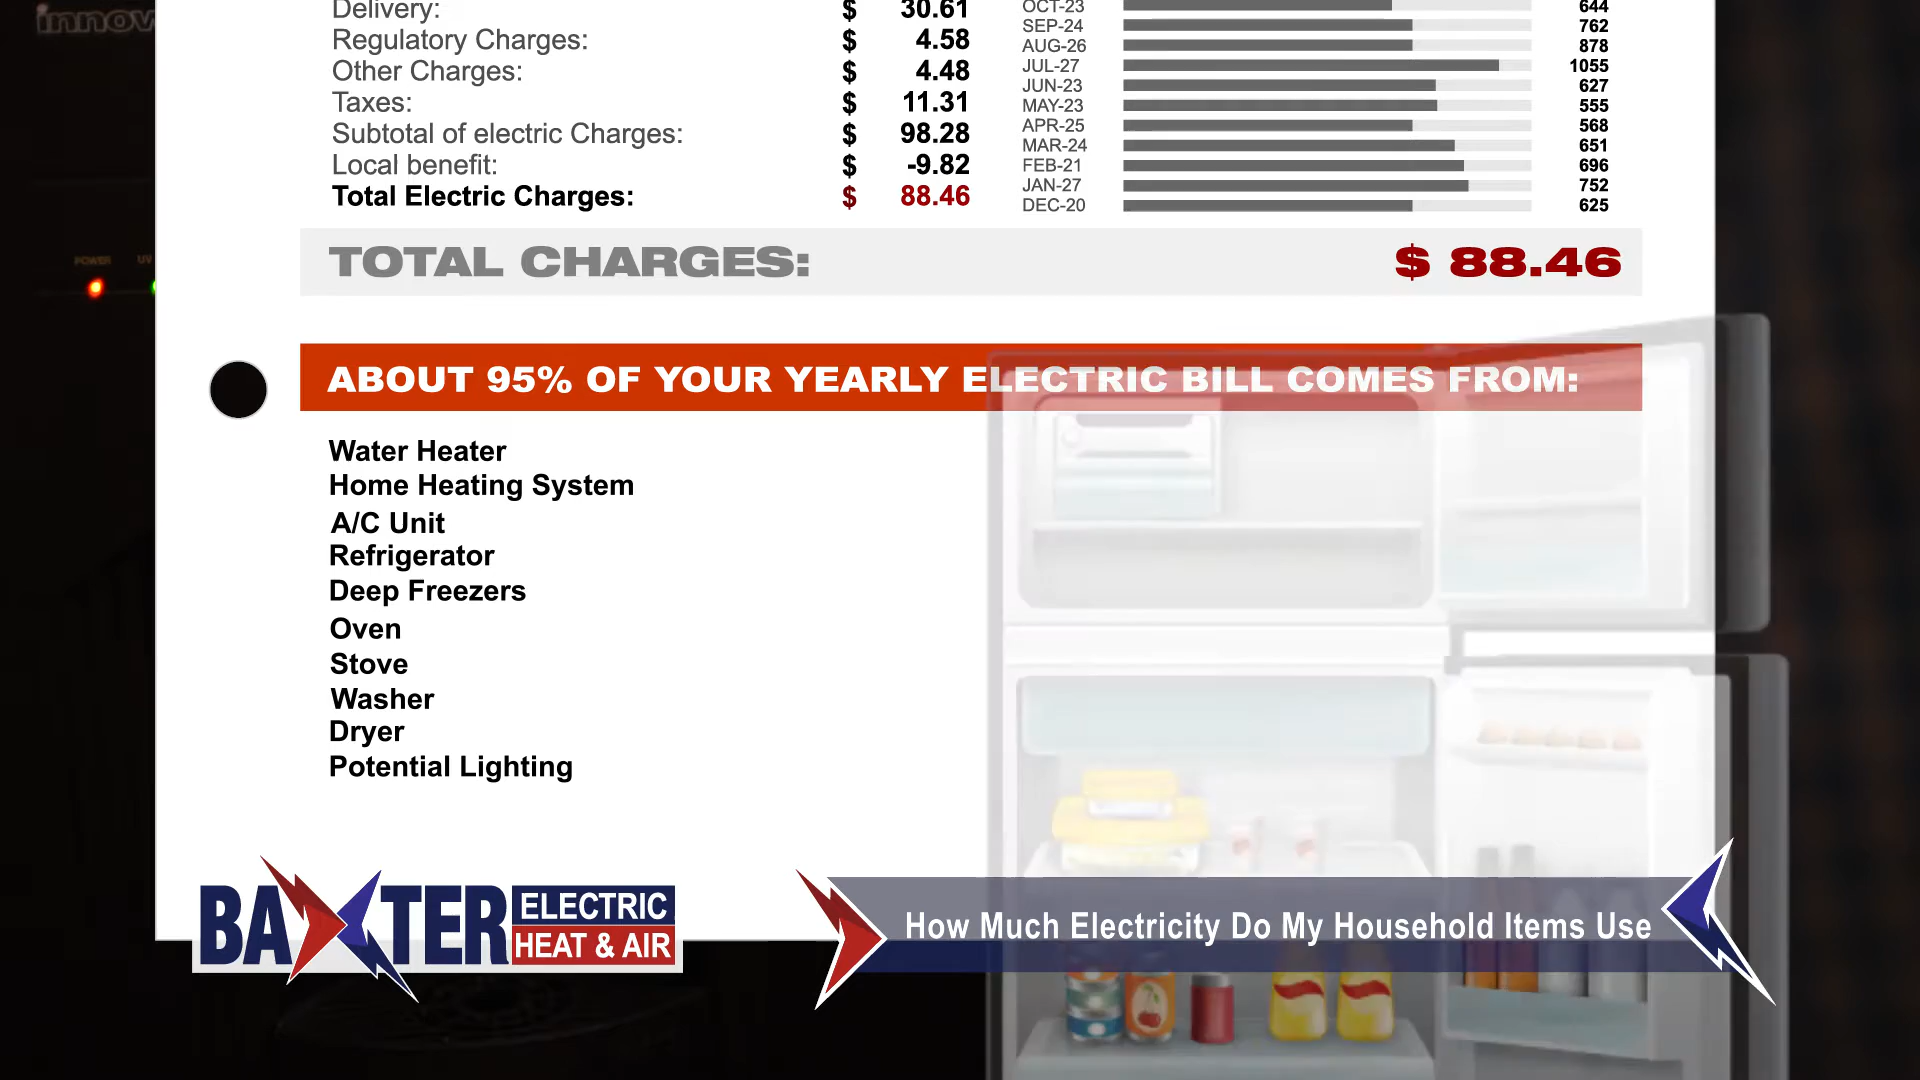 innov
Delivery: $ 30.61
Regulatory Charges: $ 4.58
Other Charges: $ 4.48
Taxes: $ 11.31
Subtotal of electric Charges: $ 98.28
Local benefit: $ -9.82
Total Electric Charges: $ 88.46
OCT-23 644
SEP-24 762
AUG-26 878
JUL-27 1055
JUN-23 627
MAY-23 555
APR-25 568
MAR-24 651
FEB-21 696
JAN-27 752
DEC-20 625
TOTAL CHARGES: $ 88.46
POWER UV
ABOUT 95% OF YOUR YEARLY ELECTRIC BILL COMES FROM:
Water Heater
Home Heating System
A/C Unit
Refrigerator
Deep Freezers
Oven
Stove
Washer
Dryer
Potential Lighting
BAXTER ELECTRIC
HEAT & AIR
How Much Electricity Do My Household Items Use